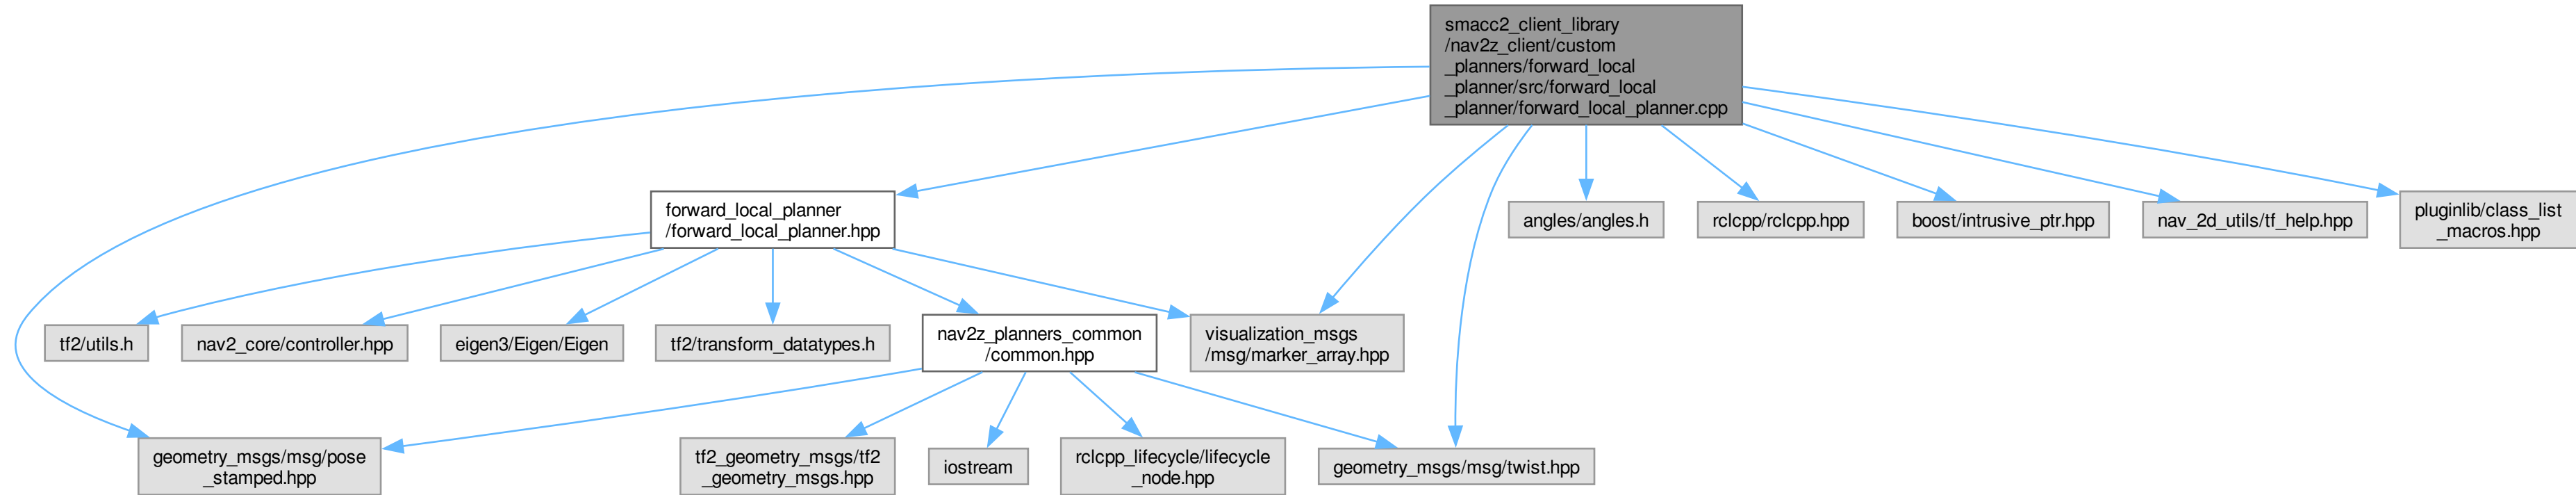 smacc2_client_library
/nav2z_client/custom
_planners/forward_local
_planner/src/forward_local
_planner/forward_local_planner.cpp
forward_local_planner
/forward_local_planner.hpp
angles/angles.h
rclcpp/rclcpp.hpp
boost/intrusive_ptr.hpp
nav_2d_utils/tf_help.hpp
pluginlib/class_list
_macros.hpp
tf2/utils.h
nav2_core/controller.hpp
eigen3/Eigen/Eigen
tf2/transform_datatypes.h
nav2z_planners_common
/common.hpp
visualization_msgs
/msg/marker_array.hpp
geometry_msgs/msg/pose
_stamped.hpp
tf2_geometry_msgs/tf2
_geometry_msgs.hpp
iostream
rclcpp_lifecycle/lifecycle
_node.hpp
geometry_msgs/msg/twist.hpp